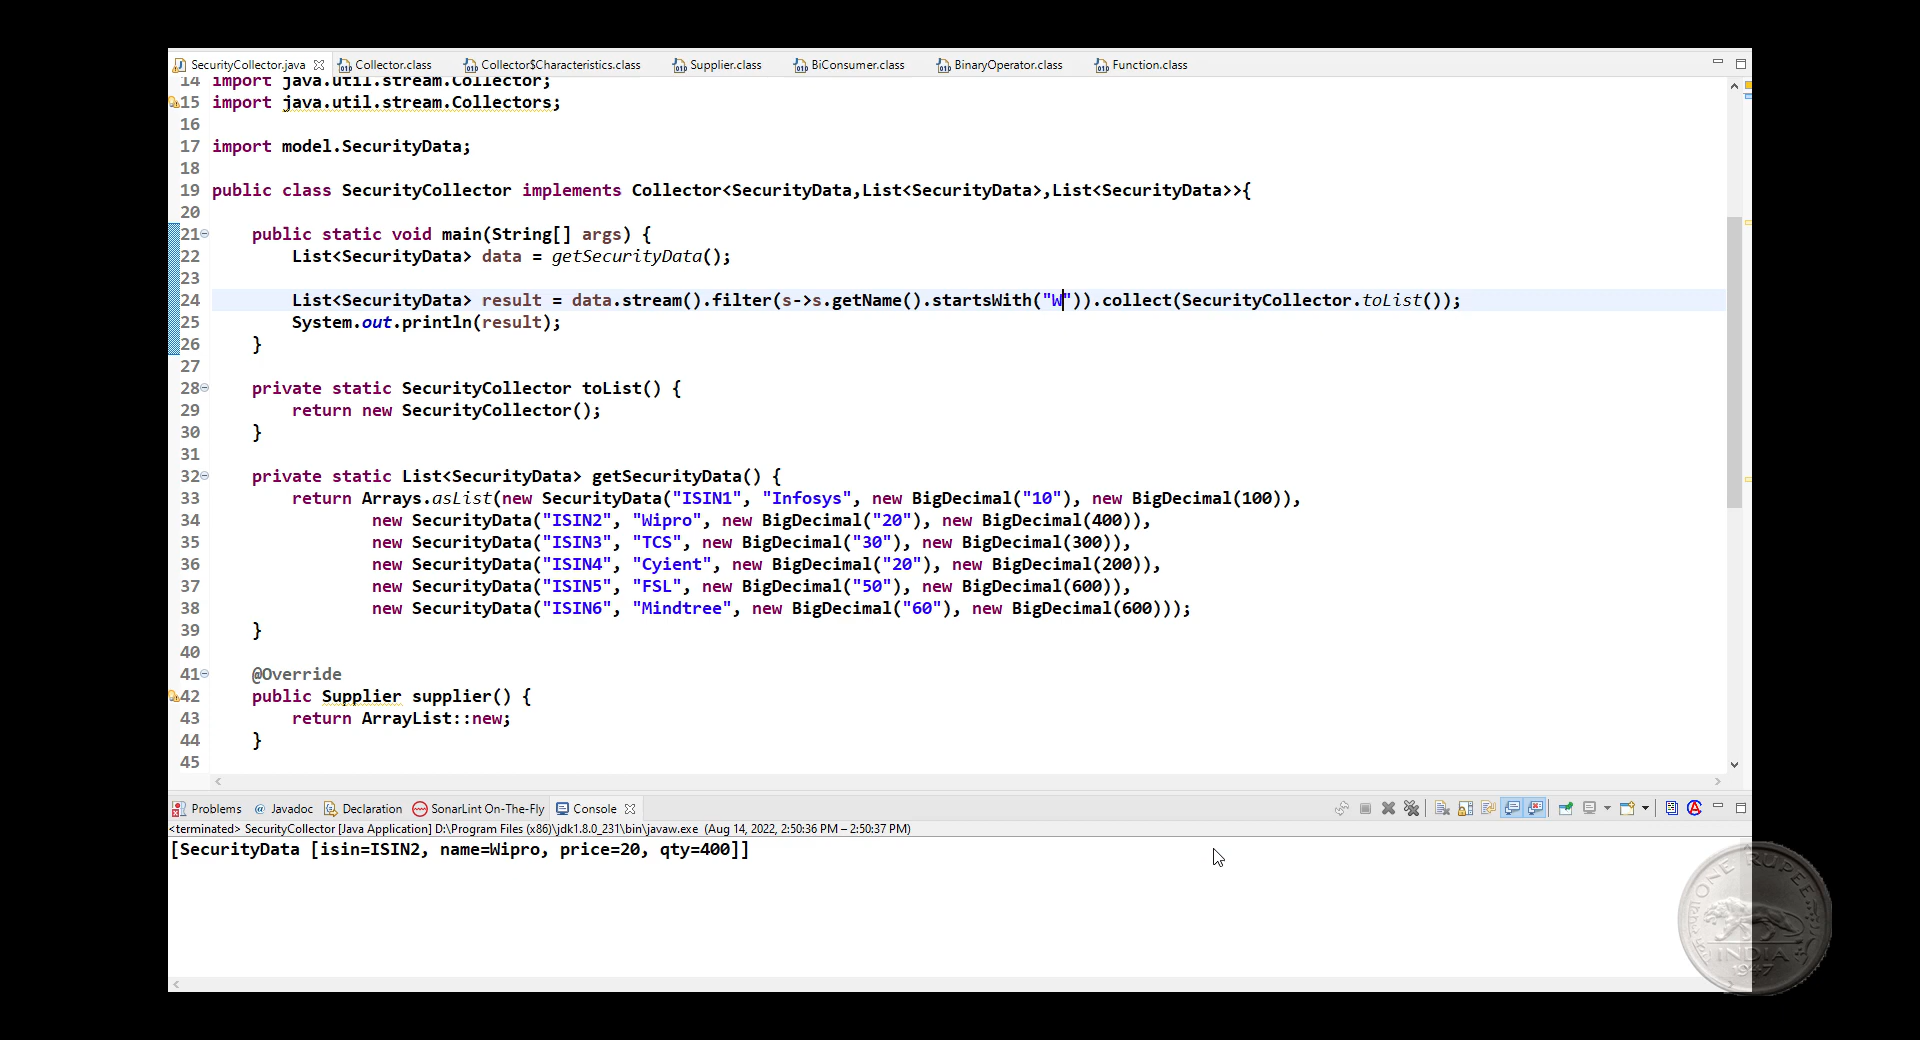 SecurityCollector.java Collector.class Collector$Characteristics.class Supplier.class BiConsumer.class BinaryOperator.class Function.class
14 import java.util.stream.Collector;
15 import java.util.stream.Collectors;
16
17 import model.SecurityData;
18
19 public class SecurityCollector implements Collector<SecurityData,List<SecurityData>,List<SecurityData>>{
20
21 public static void main(String[] args) {
22 List<SecurityData> data = getSecurityData();
23
24 List<SecurityData> result = data.stream().filter(s->s.getName().startsWith("W")).collect(SecurityCollector.toList());
25 System.out.println(result);
26 }
27
28 private static SecurityCollector toList() {
29 return new SecurityCollector();
30 }
31
32 private static List<SecurityData> getSecurityData() {
33 return Arrays.asList(new SecurityData("ISIN1", "Infosys", new BigDecimal("10"), new BigDecimal(100)),
34 new SecurityData("ISIN2", "Wipro", new BigDecimal("20"), new BigDecimal(400)),
35 new SecurityData("ISIN3", "TCS", new BigDecimal("30"), new BigDecimal(300)),
36 new SecurityData("ISIN4", "Cyient", new BigDecimal("20"), new BigDecimal(200)),
37 new SecurityData("ISIN5", "FSL", new BigDecimal("50"), new BigDecimal(600)),
38 new SecurityData("ISIN6", "Mindtree", new BigDecimal("60"), new BigDecimal(600)));
39 }
40
41 @Override
42 public Supplier supplier() {
43 return ArrayList::new;
44 }
45
Problems @ Javadoc Declaration SonarLint On-The-Fly Console
<terminated> SecurityCollector [Java Application] D:\Program Files (x86)\jdk1.8.0_231\bin\javaw.exe (Aug 14, 2022, 2:50:36 PM – 2:50:37 PM)
[SecurityData [isin=ISIN2, name=Wipro, price=20, qty=400]]
ONE RUPEE
INDIA
1947